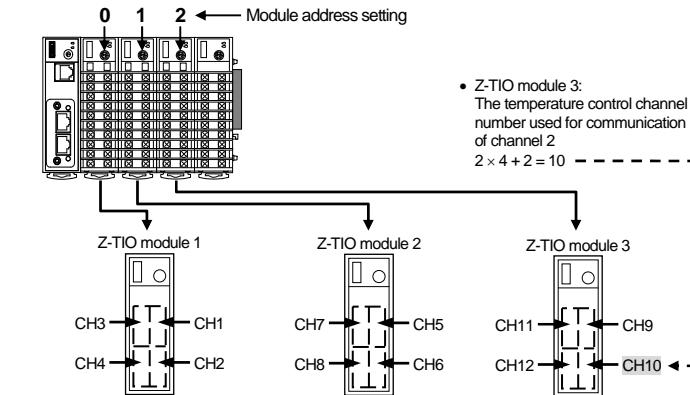 0 1 2 Module address setting
• Z-TIO module 3:
The temperature control channel
number used for communication
of channel 2
2 × 4 + 2 = 10
Z-TIO module 1
Z-TIO module 2
Z-TIO module 3
CH3 CH1
CH7 CH5
CH11 CH9
CH4 CH2
CH8 CH6
CH12 CH10